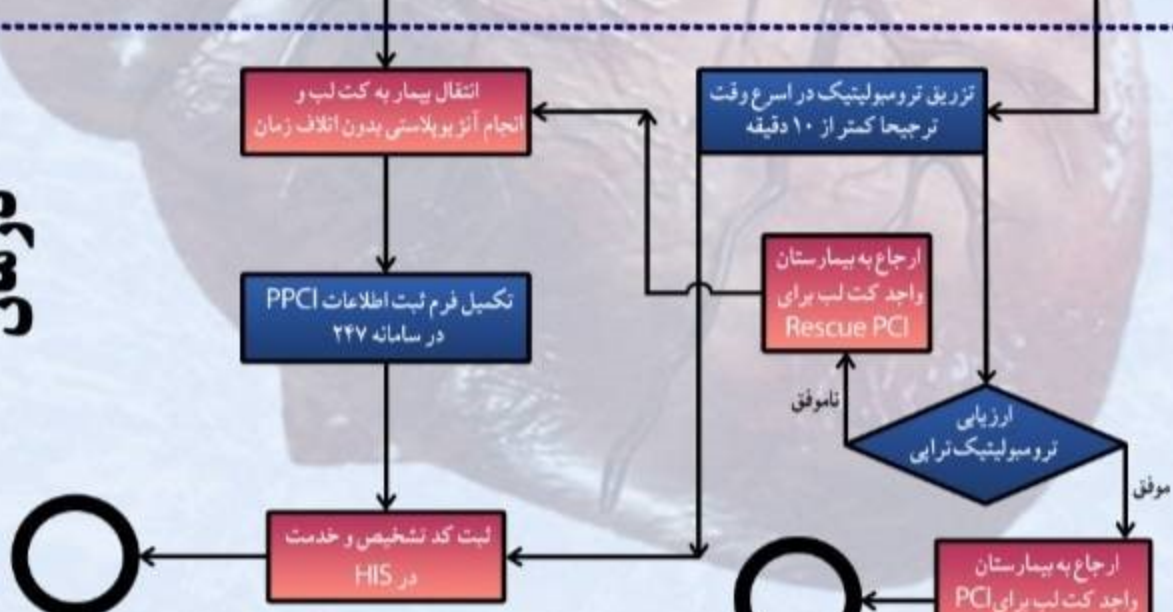 تزریق ترومبولیتیک در اسرع وقت
ترجیحا کمتر از ۱۰ دقیقه
انتقال بیمار به کت لب و
انجام آنژیوپلاستی بدون اتلاف زمان
ارجاع به بیمارستان
واجد کت لب برای
Rescue PCI
تکمیل فرم ثبت اطلاعات PPCI
در سامانه ۲۴۷
ناموفق
ارزیابی
ترومبولیتیک تراپی
موفق
ثبت کد تشخیص و خدمت
در HIS
ارجاع به بیمارستان
واجد کت لب برای PCI
درمان